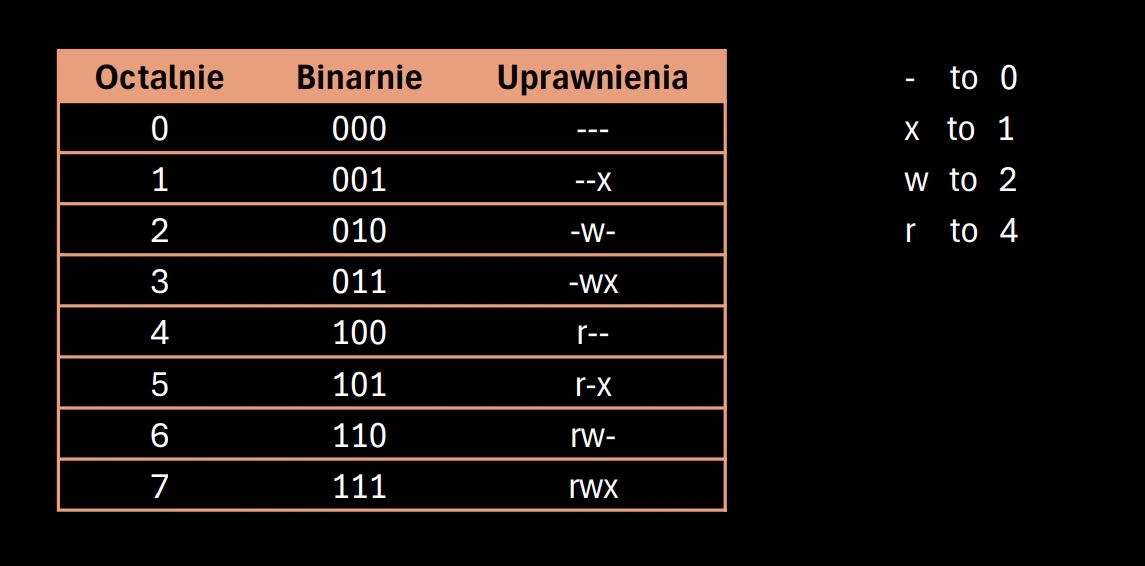 Octalnie Binarnie Uprawnienia
0 000 ---
1 001 --x
2 010 -w-
3 011 -wx
4 100 r--
5 101 r-x
6 110 rw-
7 111 rwx
- to 0
x to 1
w to 2
r to 4